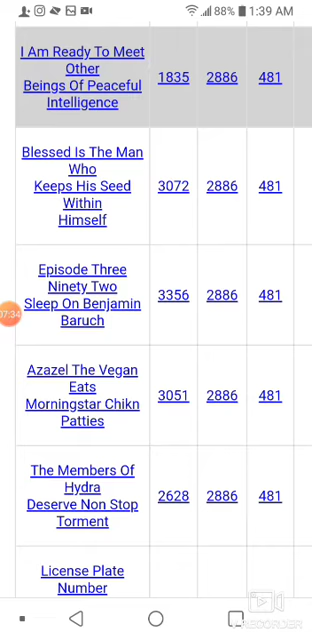 88% 1:39 AM
I Am Ready To Meet
Other
Beings Of Peaceful
Intelligence
1835 2886 481
Blessed Is The Man
Who
Keeps His Seed
Within
Himself
3072 2886 481
Episode Three
Ninety Two
Sleep On Benjamin
Baruch
3356 2886 481
07:34
Azazel The Vegan
Eats
Morningstar Chikn
Patties
3051 2886 481
The Members Of
Hydra
Deserve Non Stop
Torment
2628 2886 481
License Plate
Number